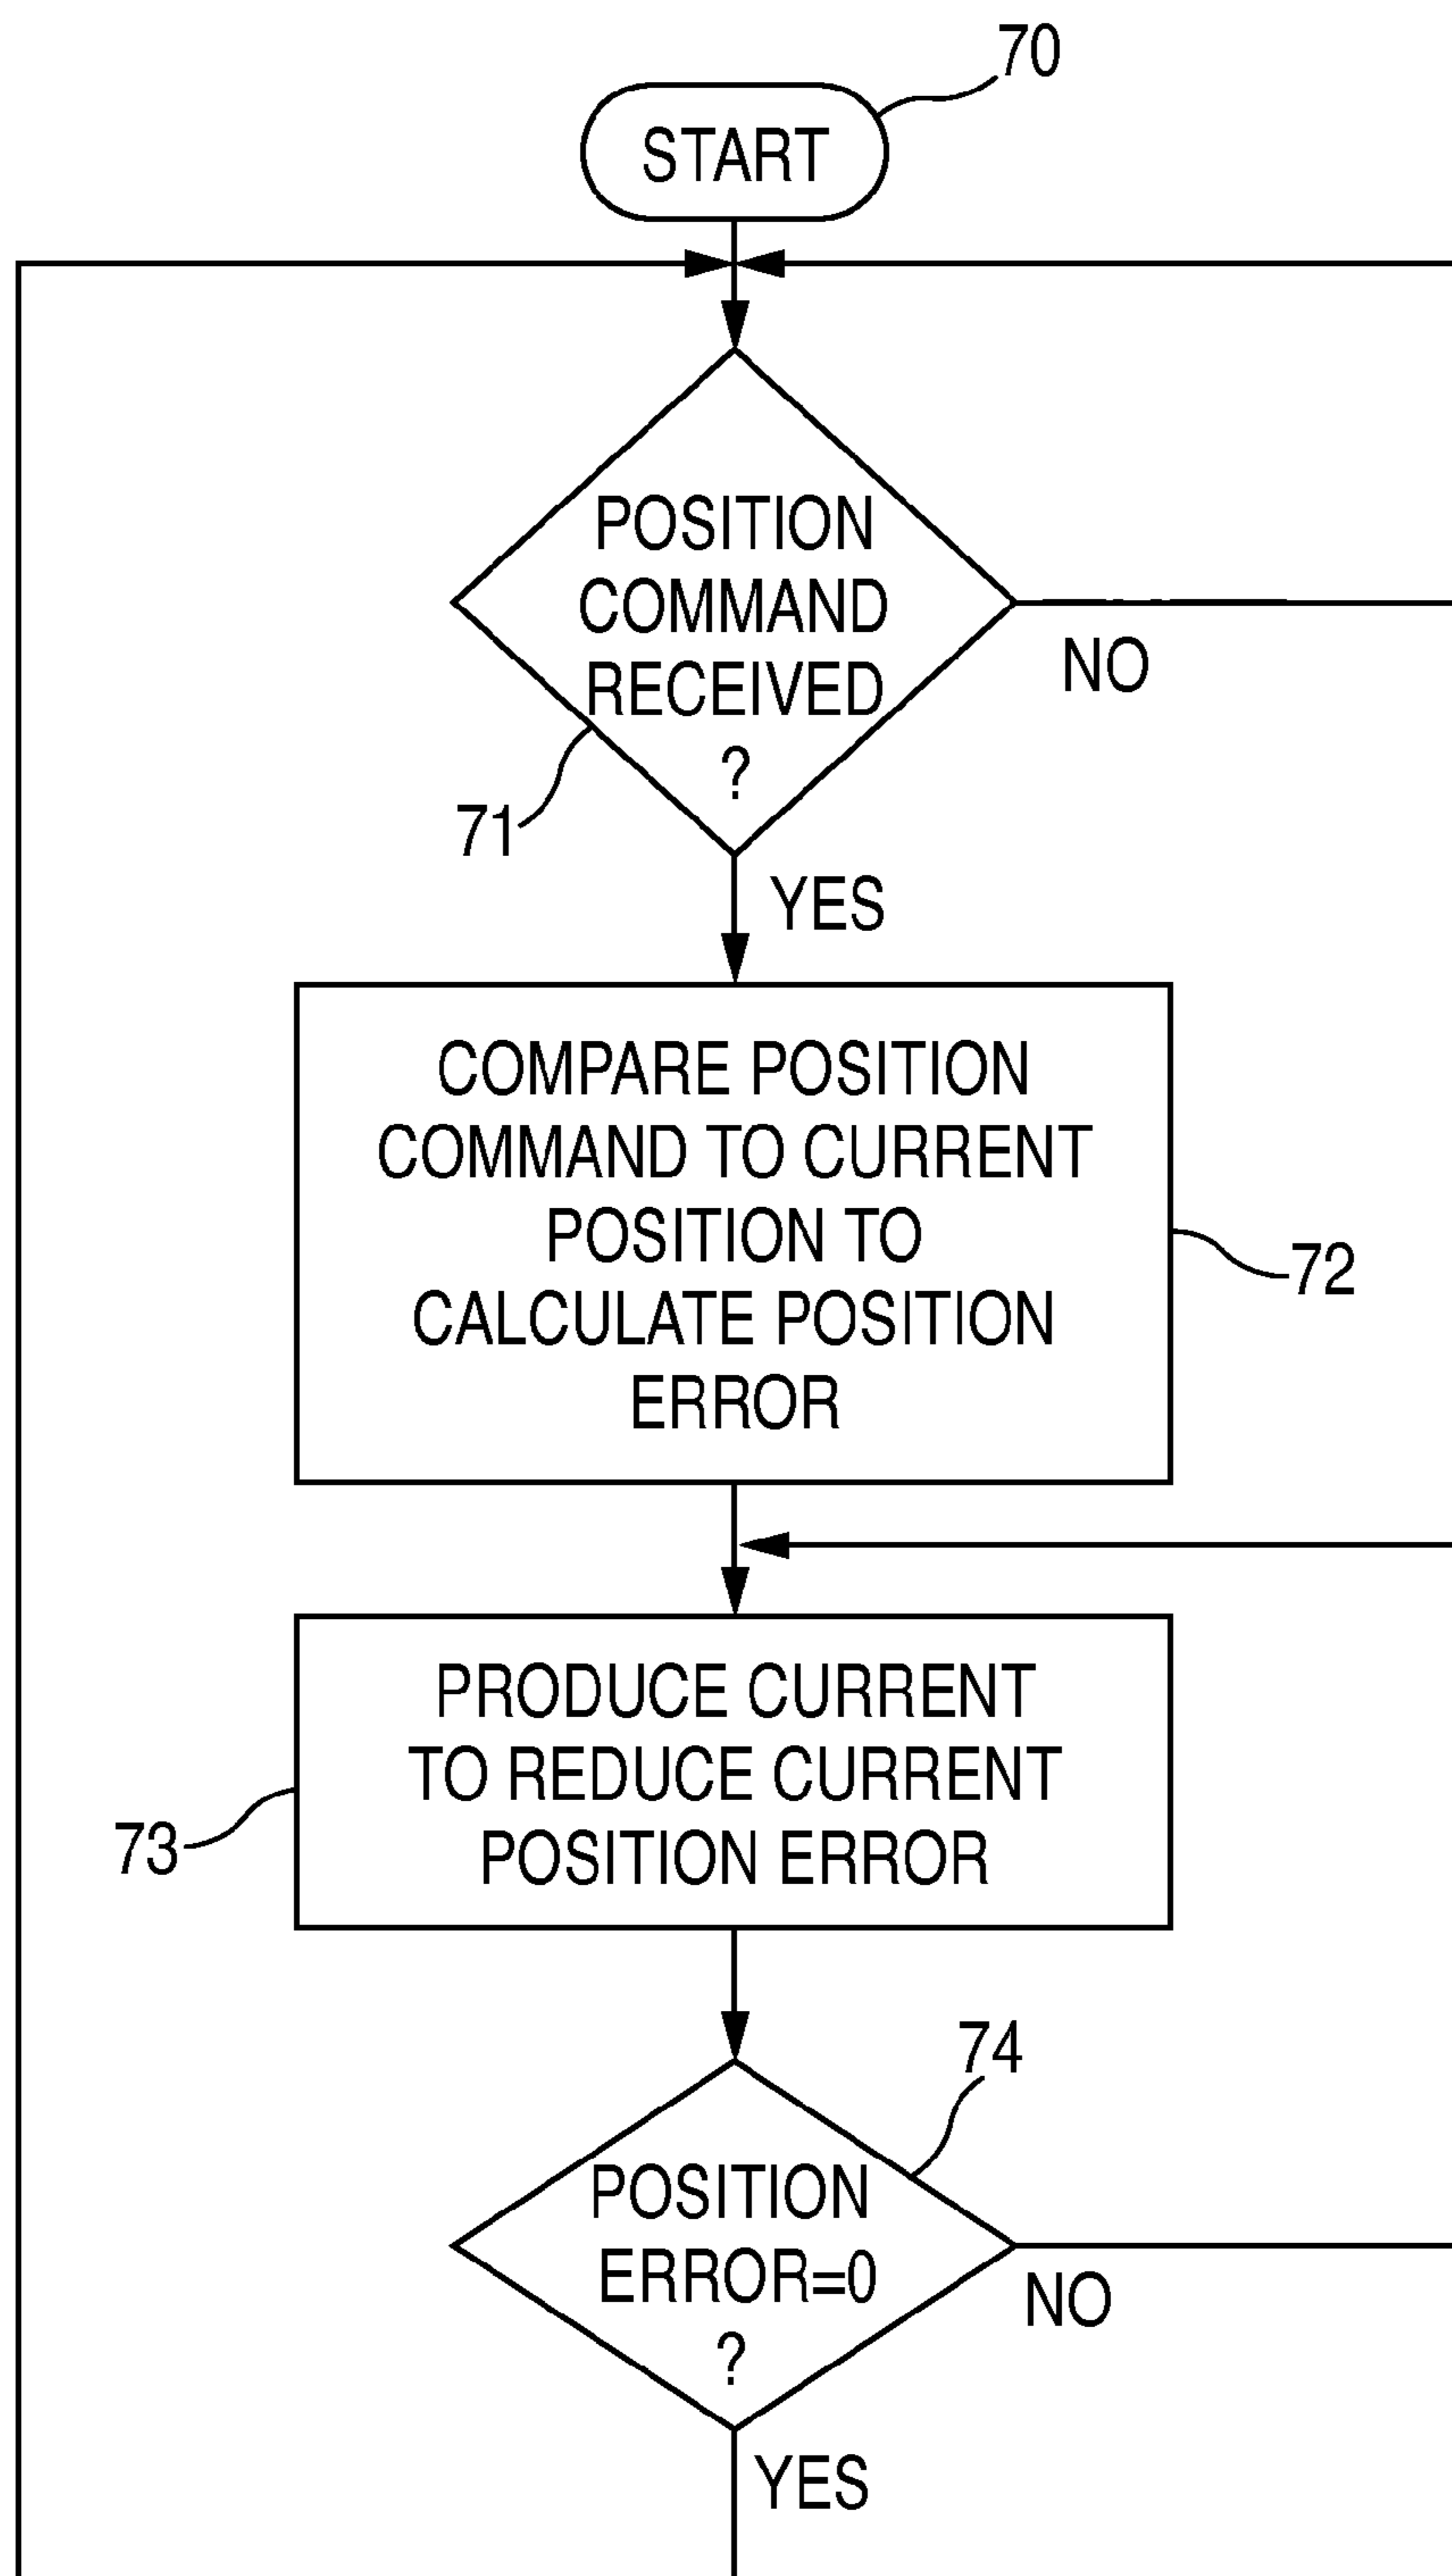 70
START
POSITION
COMMAND
RECEIVED
?
NO
71
YES
COMPARE POSITION
COMMAND TO CURRENT
POSITION TO
CALCULATE POSITION
ERROR
72
PRODUCE CURRENT
TO REDUCE CURRENT
POSITION ERROR
73
74
POSITION
ERROR=0
?
NO
YES